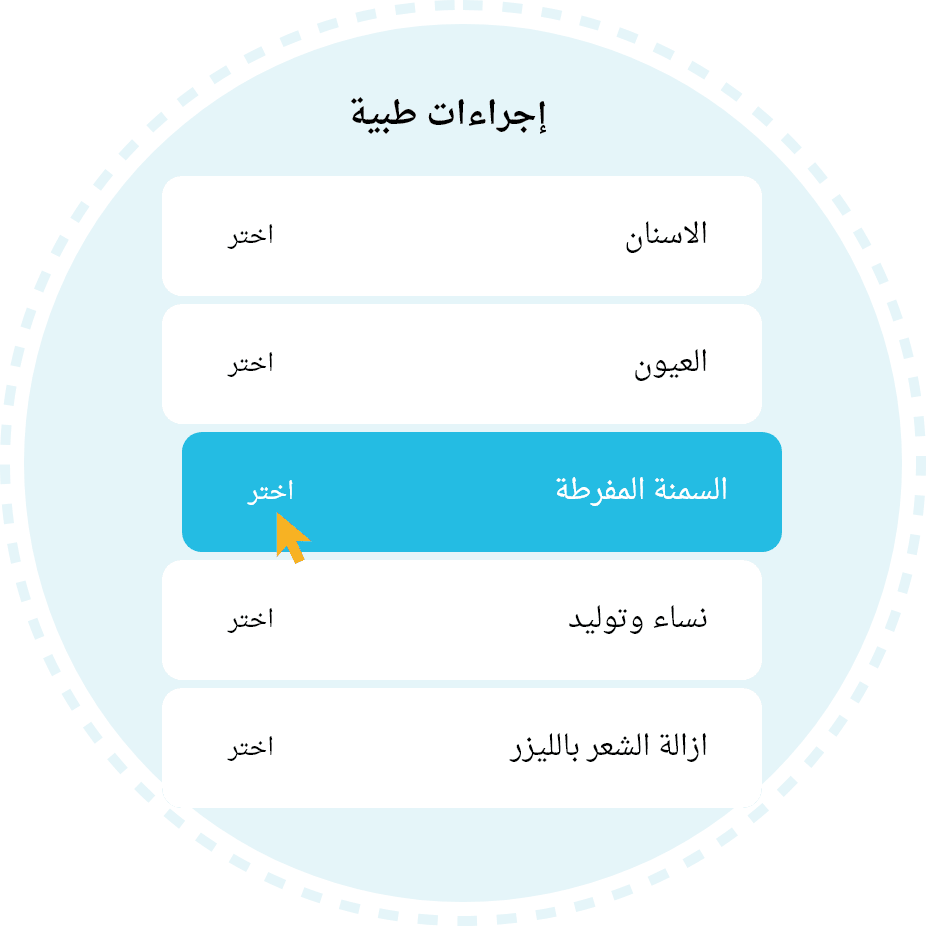 إجراءات طبية
الاسنان اختر
العيون اختر
السمنة المفرطة اختر
نساء وتوليد اختر
ازالة الشعر بالليزر اختر